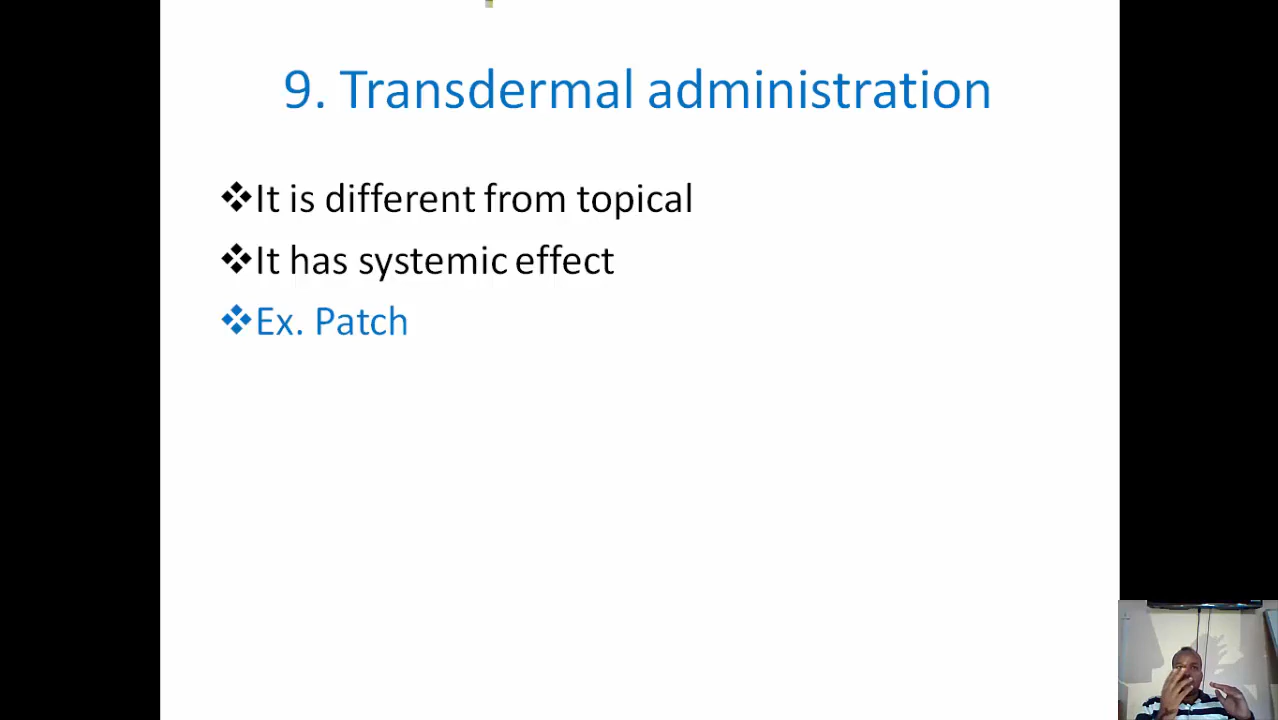 9. Transdermal administration
❖It is different from topical
❖It has systemic effect
❖Ex. Patch